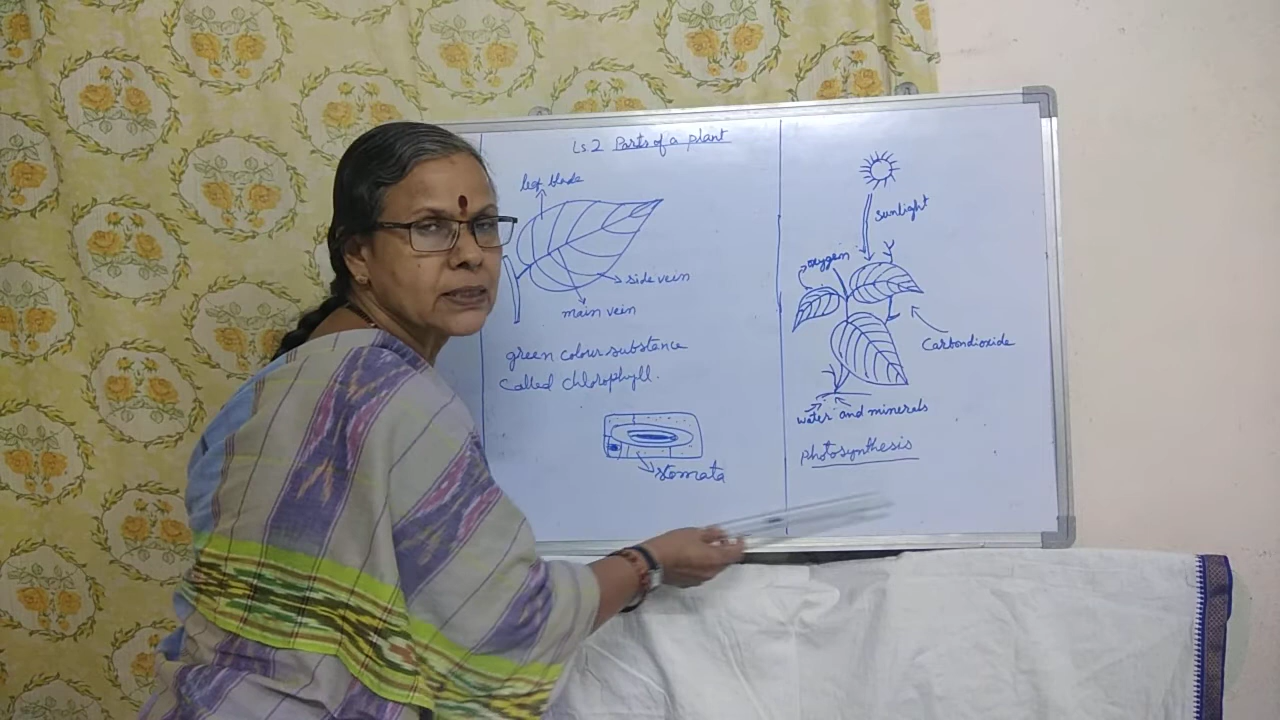 Ls.2 Parts of a plant
leaf blade
side vein
main vein
green colour substance
Called chlorophyll.
stomata
sunlight
oxygen
Carbondioxide
water and minerals
photosynthesis